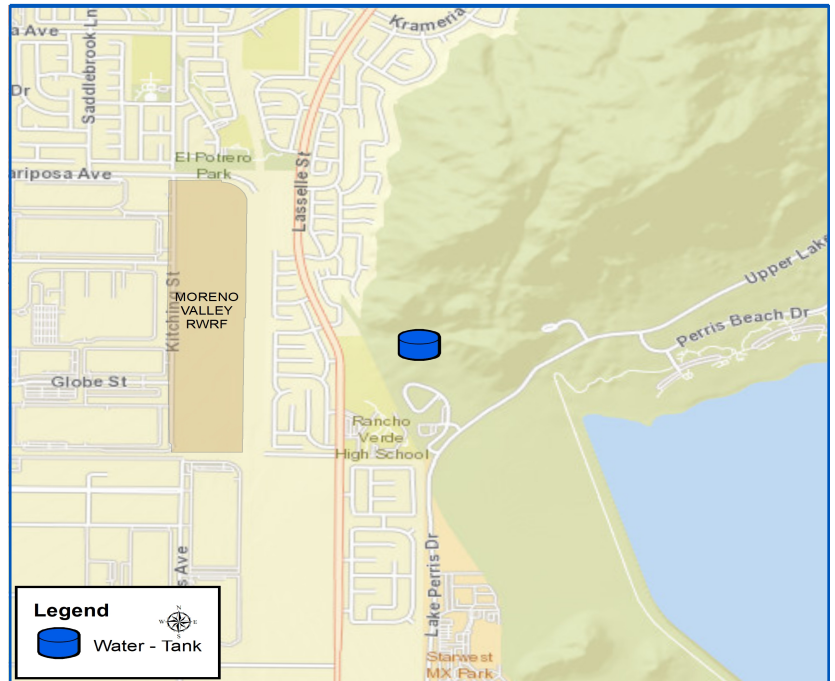 Krameria
a Ave
Saddlebrook Ln
Dr
El Potrero
Park
ariposa Ave
Lasselle St
Upper Lake
MORENO
VALLEY
RWRF
Kitching St
Perris Beach Dr
Globe St
Rancho
Verde
High School
s Ave
Lake Perris Dr
Legend
N
W
E
S
Water - Tank
Starwest
MX Park